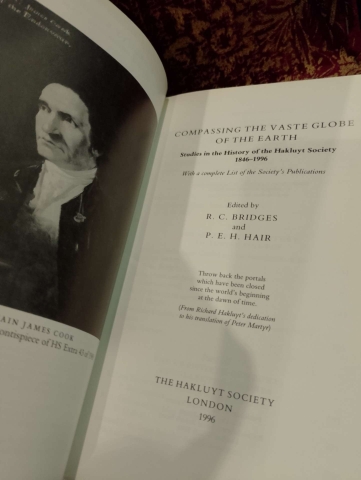 AIN JAMES COOK
COMPASSING THE VASTE GLOBE
OF THE EARTH
Studies in the History of the Hakluyt Society
1846–1996
With a complete List of the Society's Publications
Edited by
R. C. BRIDGES
and
P. E. H. HAIR
Throw back the portals
which have been closed
since the world's beginning
at the dawn of time.
(From Richard Hakluyt's dedication
to his translation of Peter Martyr)
THE HAKLUYT SOCIETY
LONDON
1996